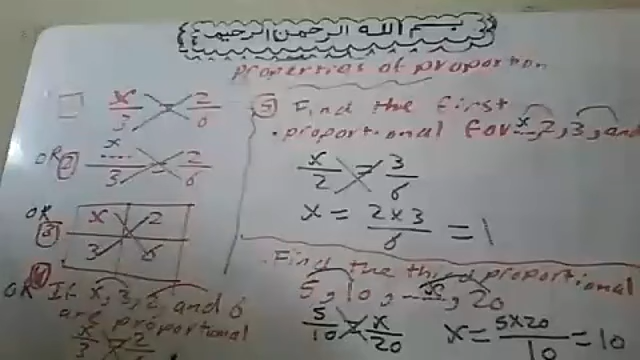 بسم الله الرحمن الرحيم
properties of proportion
x/3 = 2/6
OR 2 x/3 = 2/6
OR 3 x 2
3 6
OR 4 If x, 3, 2, and 6
are proportional
x/3 = 2/6
5 Find the first
proportional for x, 2, 3, and
x/2 = 3/6
x = 2×3/6 = 1
Find the third proportional
5, 10, x, 20
5/10 = x/20 x = 5×20/10 = 10